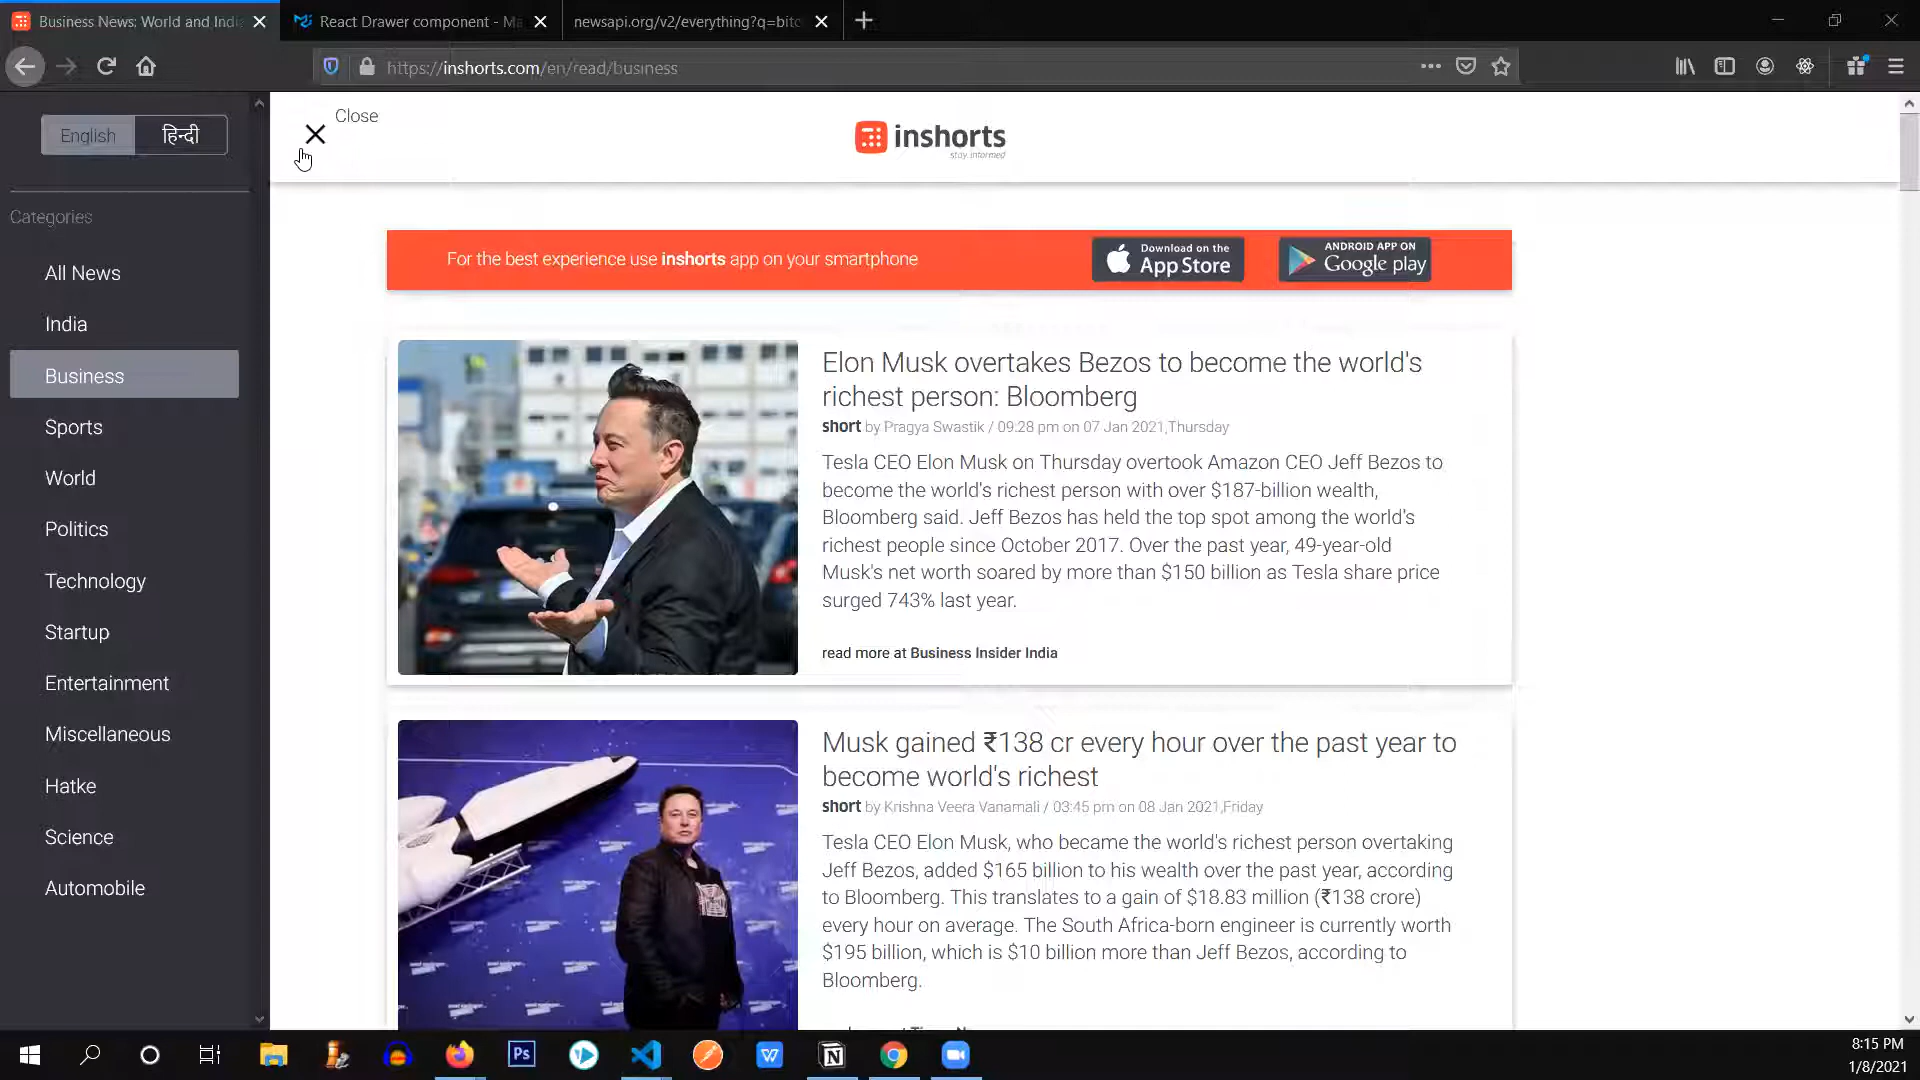 Business News: World and India
React Drawer component - Ma
newsapi.org/v2/everything?q=bitc
https://inshorts.com/en/read/business
English
हिन्दी
Categories
All News
India
Business
Sports
World
Politics
Technology
Startup
Entertainment
Miscellaneous
Hatke
Science
Automobile
Close
inshorts
stay informed
For the best experience use inshorts app on your smartphone
Download on the
App Store
ANDROID APP ON
Google play
Elon Musk overtakes Bezos to become the world's
richest person: Bloomberg
short by Pragya Swastik / 09:28 pm on 07 Jan 2021,Thursday
Tesla CEO Elon Musk on Thursday overtook Amazon CEO Jeff Bezos to
become the world's richest person with over $187-billion wealth,
Bloomberg said. Jeff Bezos has held the top spot among the world's
richest people since October 2017. Over the past year, 49-year-old
Musk's net worth soared by more than $150 billion as Tesla share price
surged 743% last year.
read more at Business Insider India
Musk gained ₹138 cr every hour over the past year to
become world's richest
short by Krishna Veera Vanamali / 03:45 pm on 08 Jan 2021,Friday
Tesla CEO Elon Musk, who became the world's richest person overtaking
Jeff Bezos, added $165 billion to his wealth over the past year, according
to Bloomberg. This translates to a gain of $18.83 million (₹138 crore)
every hour on average. The South Africa-born engineer is currently worth
$195 billion, which is $10 billion more than Jeff Bezos, according to
Bloomberg.
Ps
W
N
8:15 PM
1/8/2021